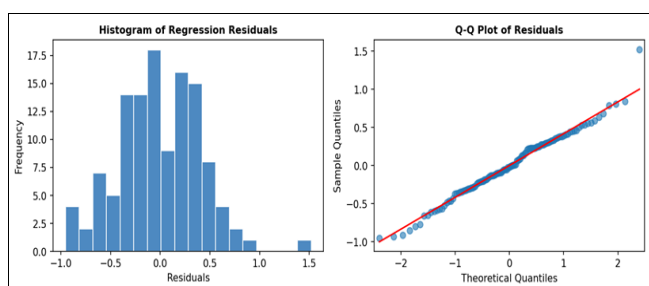 Histogram of Regression Residuals
17.5
15.0
12.5
10.0
7.5
5.0
2.5
0.0
Frequency
-1.0 -0.5 0.0 0.5 1.0 1.5
Residuals
Q-Q Plot of Residuals
1.5
1.0
0.5
0.0
-0.5
-1.0
Sample Quantiles
-2 -1 0 1 2
Theoretical Quantiles